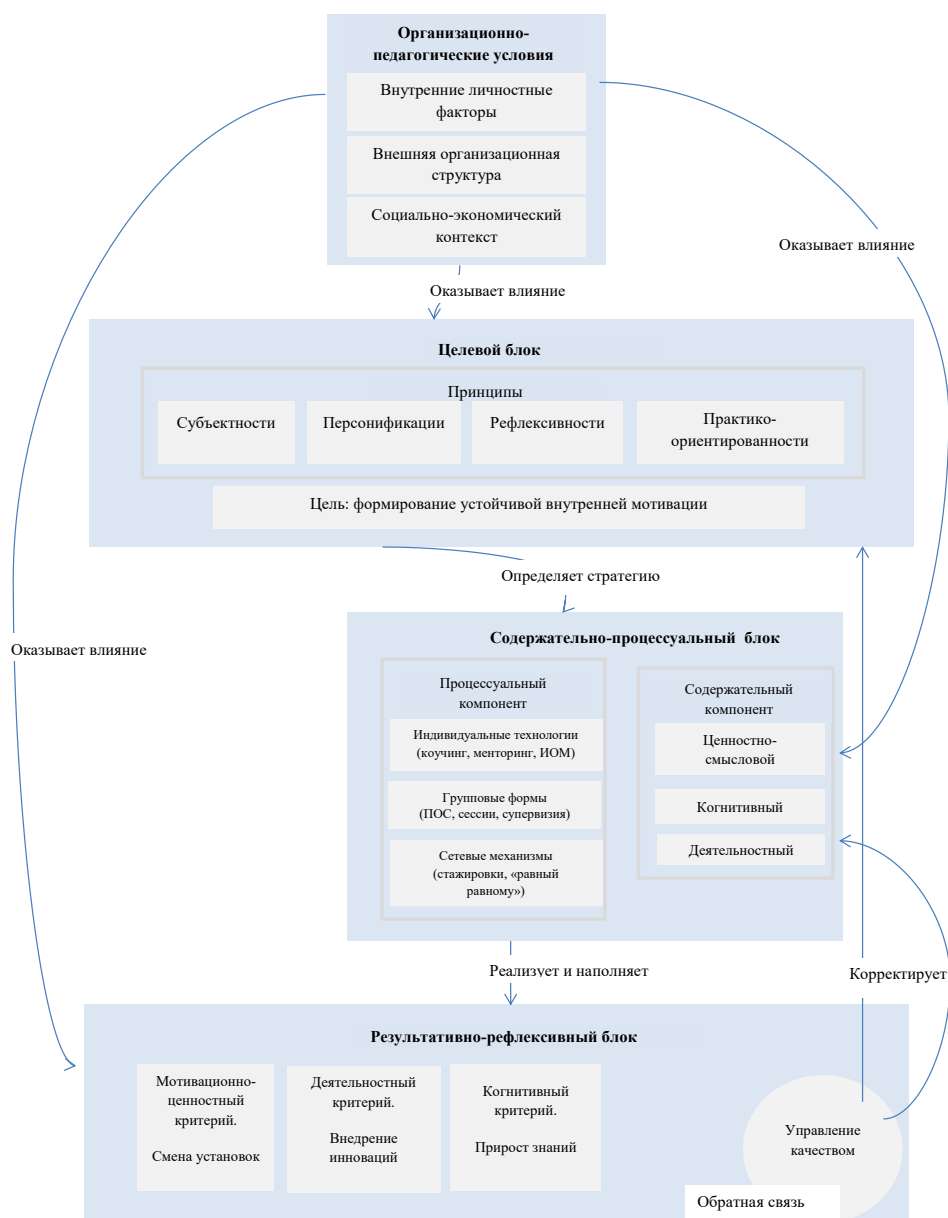 Организационно-
педагогические условия
Внутренние личностные
факторы
Внешняя организационная
структура
Социально-экономический
контекст
Оказывает влияние
Оказывает влияние
Целевой блок
Принципы
Субъектности
Персонификации
Рефлексивности
Практико-
ориентированности
Цель: формирование устойчивой внутренней мотивации
Определяет стратегию
Оказывает влияние
Содержательно-процессуальный блок
Процессуальный
компонент
Индивидуальные технологии
(коучинг, менторинг, ИОМ)
Групповые формы
(ПОС, сессии, супервизия)
Сетевые механизмы
(стажировки, «равный
равному»)
Содержательный
компонент
Ценностно-
смысловой
Когнитивный
Деятельностный
Реализует и наполняет
Корректирует
Результативно-рефлексивный блок
Мотивационно-
ценностный
критерий.
Смена установок
Деятельностный
критерий.
Внедрение
инноваций
Когнитивный
критерий.
Прирост знаний
Управление
качеством
Обратная связь